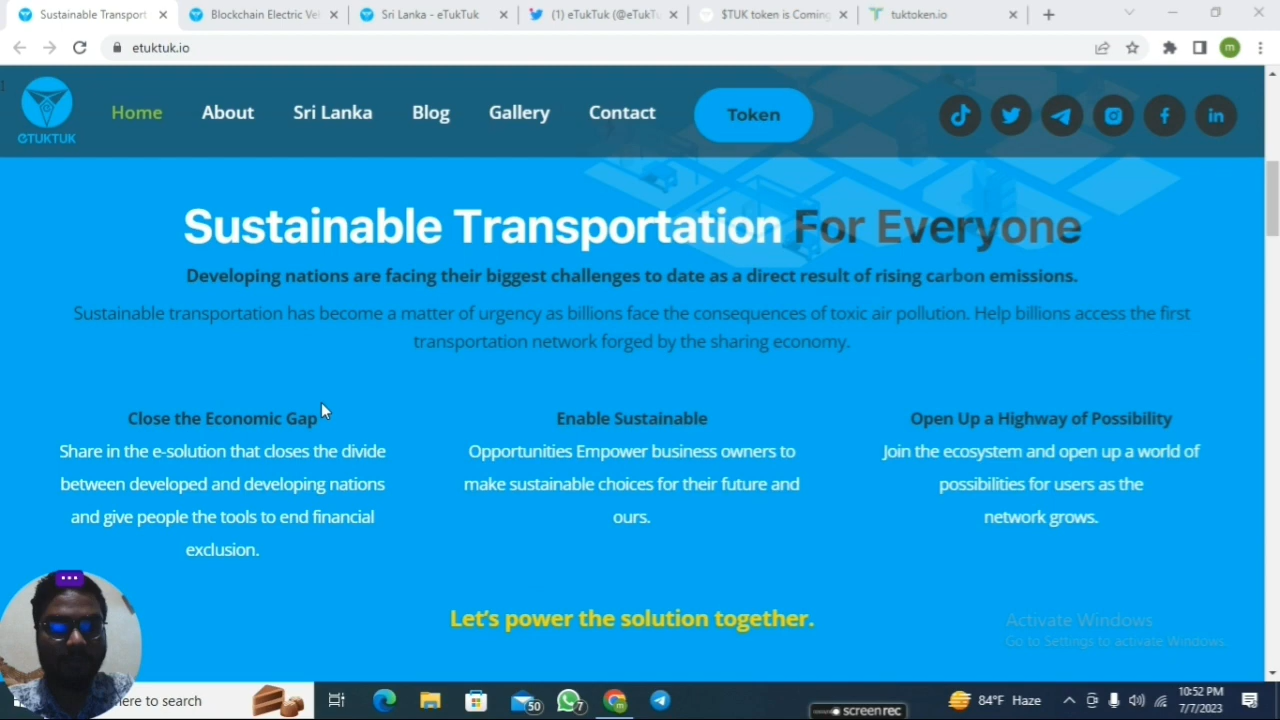 Sustainable Transport
Blockchain Electric Ve
Sri Lanka - eTukTuk
(1) eTukTuk (@eTukTu
$TUK token is Coming
tuktoken.io
etuktuk.io
m
eTUKTUK
Home
About
Sri Lanka
Blog
Gallery
Contact
Token
in
Sustainable Transportation For Everyone
Developing nations are facing their biggest challenges to date as a direct result of rising carbon emissions.
Sustainable transportation has become a matter of urgency as billions face the consequences of toxic air pollution. Help billions access the first
transportation network forged by the sharing economy.
Close the Economic Gap
Share in the e-solution that closes the divide
between developed and developing nations
and give people the tools to end financial
exclusion.
Enable Sustainable
Opportunities Empower business owners to
make sustainable choices for their future and
ours.
Open Up a Highway of Possibility
Join the ecosystem and open up a world of
possibilities for users as the
network grows.
Let's power the solution together.
Activate Windows
Go to Settings to activate Windows.
here to search
50
7
m
84°F Haze
10:52 PM
7/7/2023
screenrec